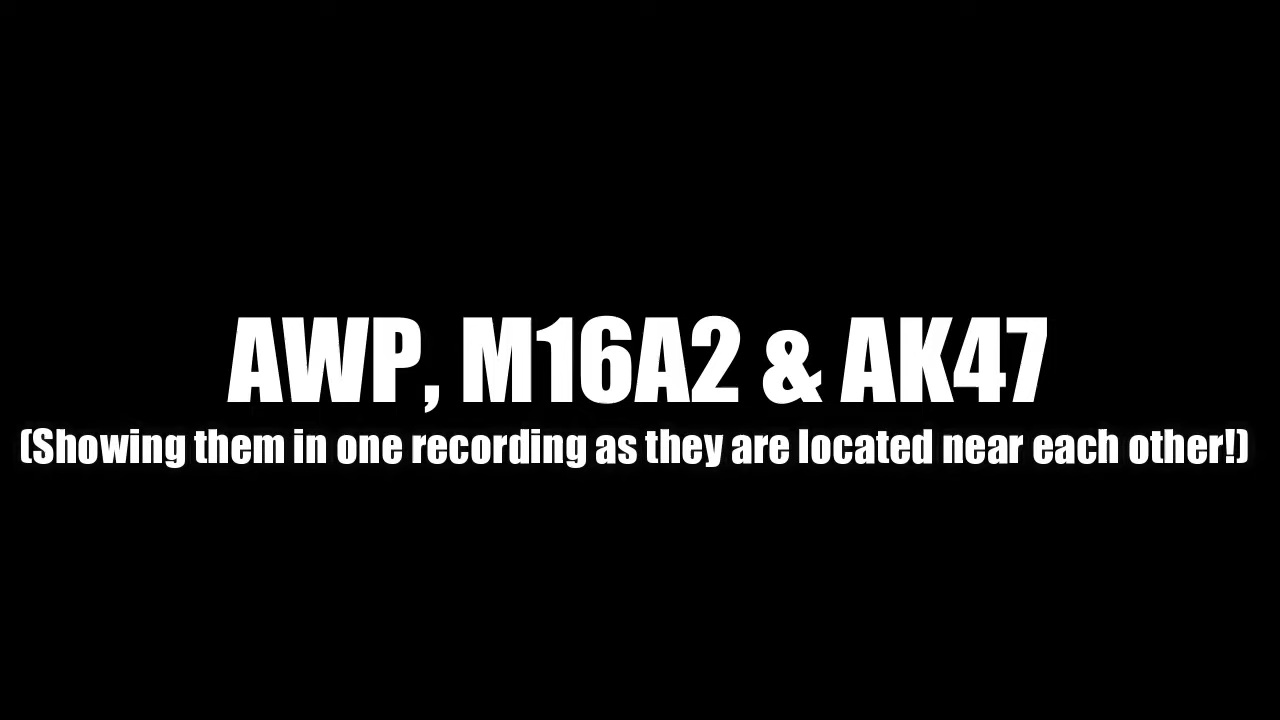 AWP, M16A2 & AK47
(Showing them in one recording as they are located near each other!)